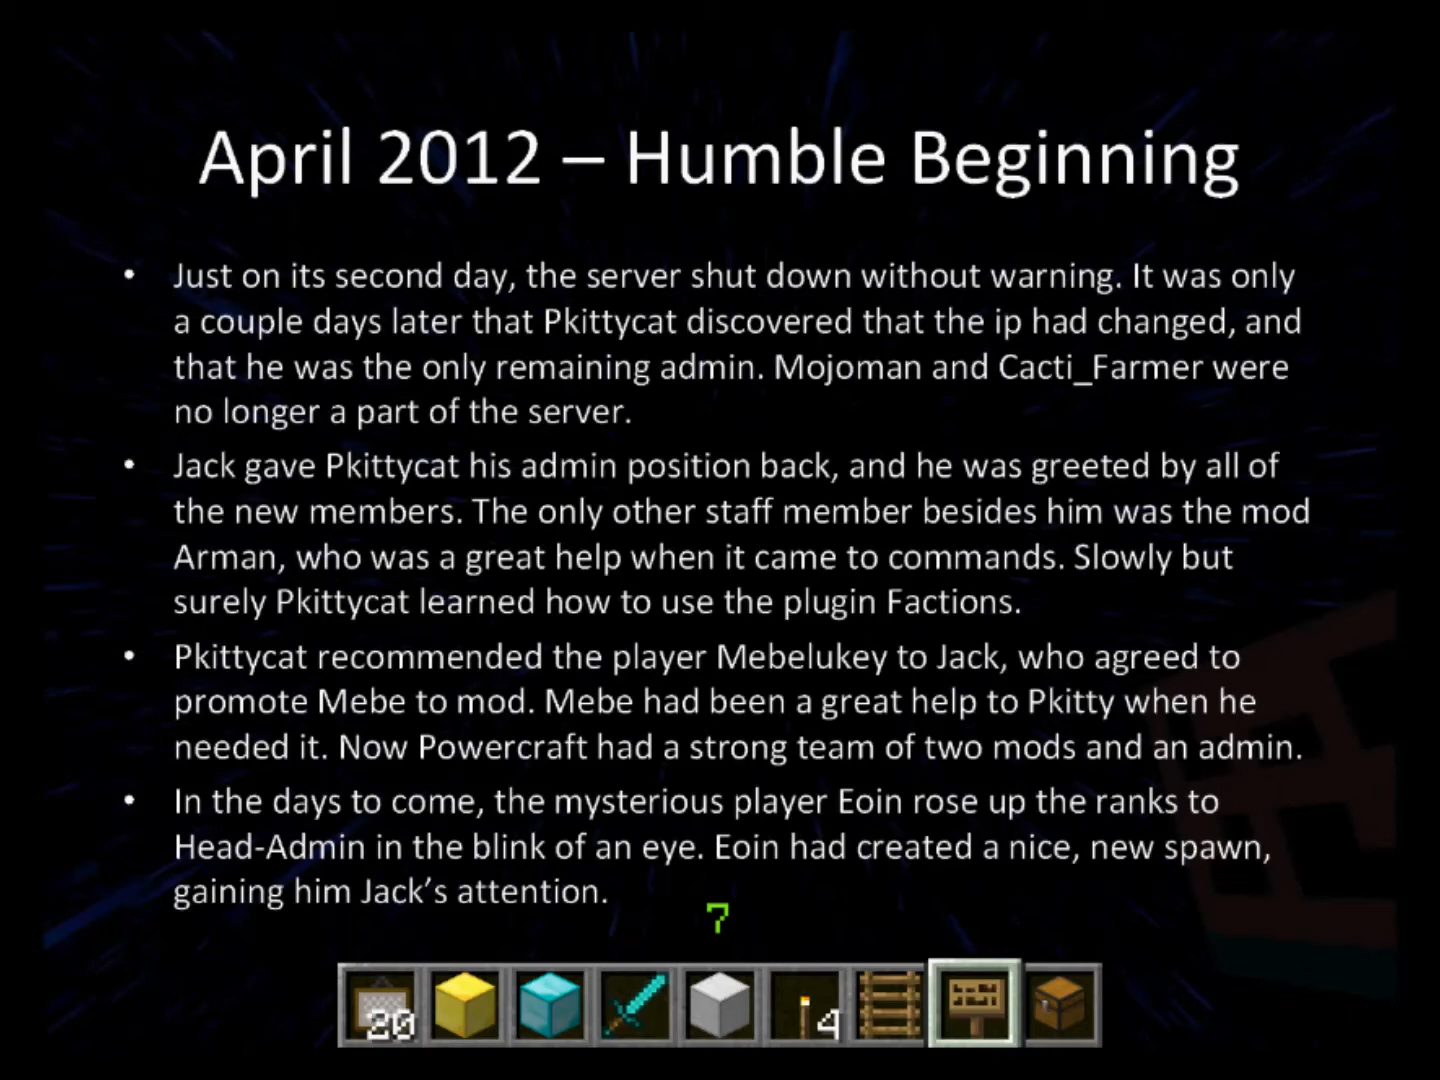 April 2012 – Humble Beginning
• Just on its second day, the server shut down without warning. It was only
a couple days later that Pkittycat discovered that the ip had changed, and
that he was the only remaining admin. Mojoman and Cacti_Farmer were
no longer a part of the server.
• Jack gave Pkittycat his admin position back, and he was greeted by all of
the new members. The only other staff member besides him was the mod
Arman, who was a great help when it came to commands. Slowly but
surely Pkittycat learned how to use the plugin Factions.
• Pkittycat recommended the player Mebelukey to Jack, who agreed to
promote Mebe to mod. Mebe had been a great help to Pkitty when he
needed it. Now Powercraft had a strong team of two mods and an admin.
• In the days to come, the mysterious player Eoin rose up the ranks to
Head-Admin in the blink of an eye. Eoin had created a nice, new spawn,
gaining him Jack’s attention.
7
20 4